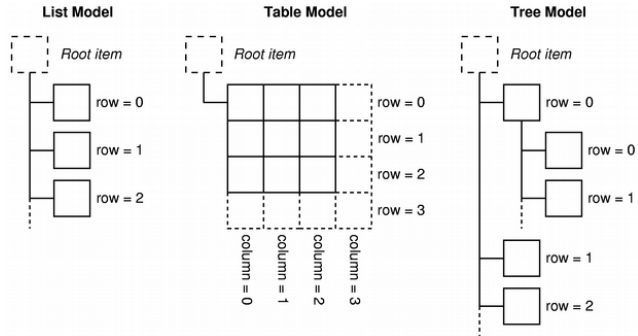 List Model
Root item
row = 0
row = 1
row = 2
Table Model
Root item
row = 0
row = 1
row = 2
row = 3
column = 0
column = 1
column = 2
column = 3
Tree Model
Root item
row = 0
row = 0
row = 1
row = 1
row = 2